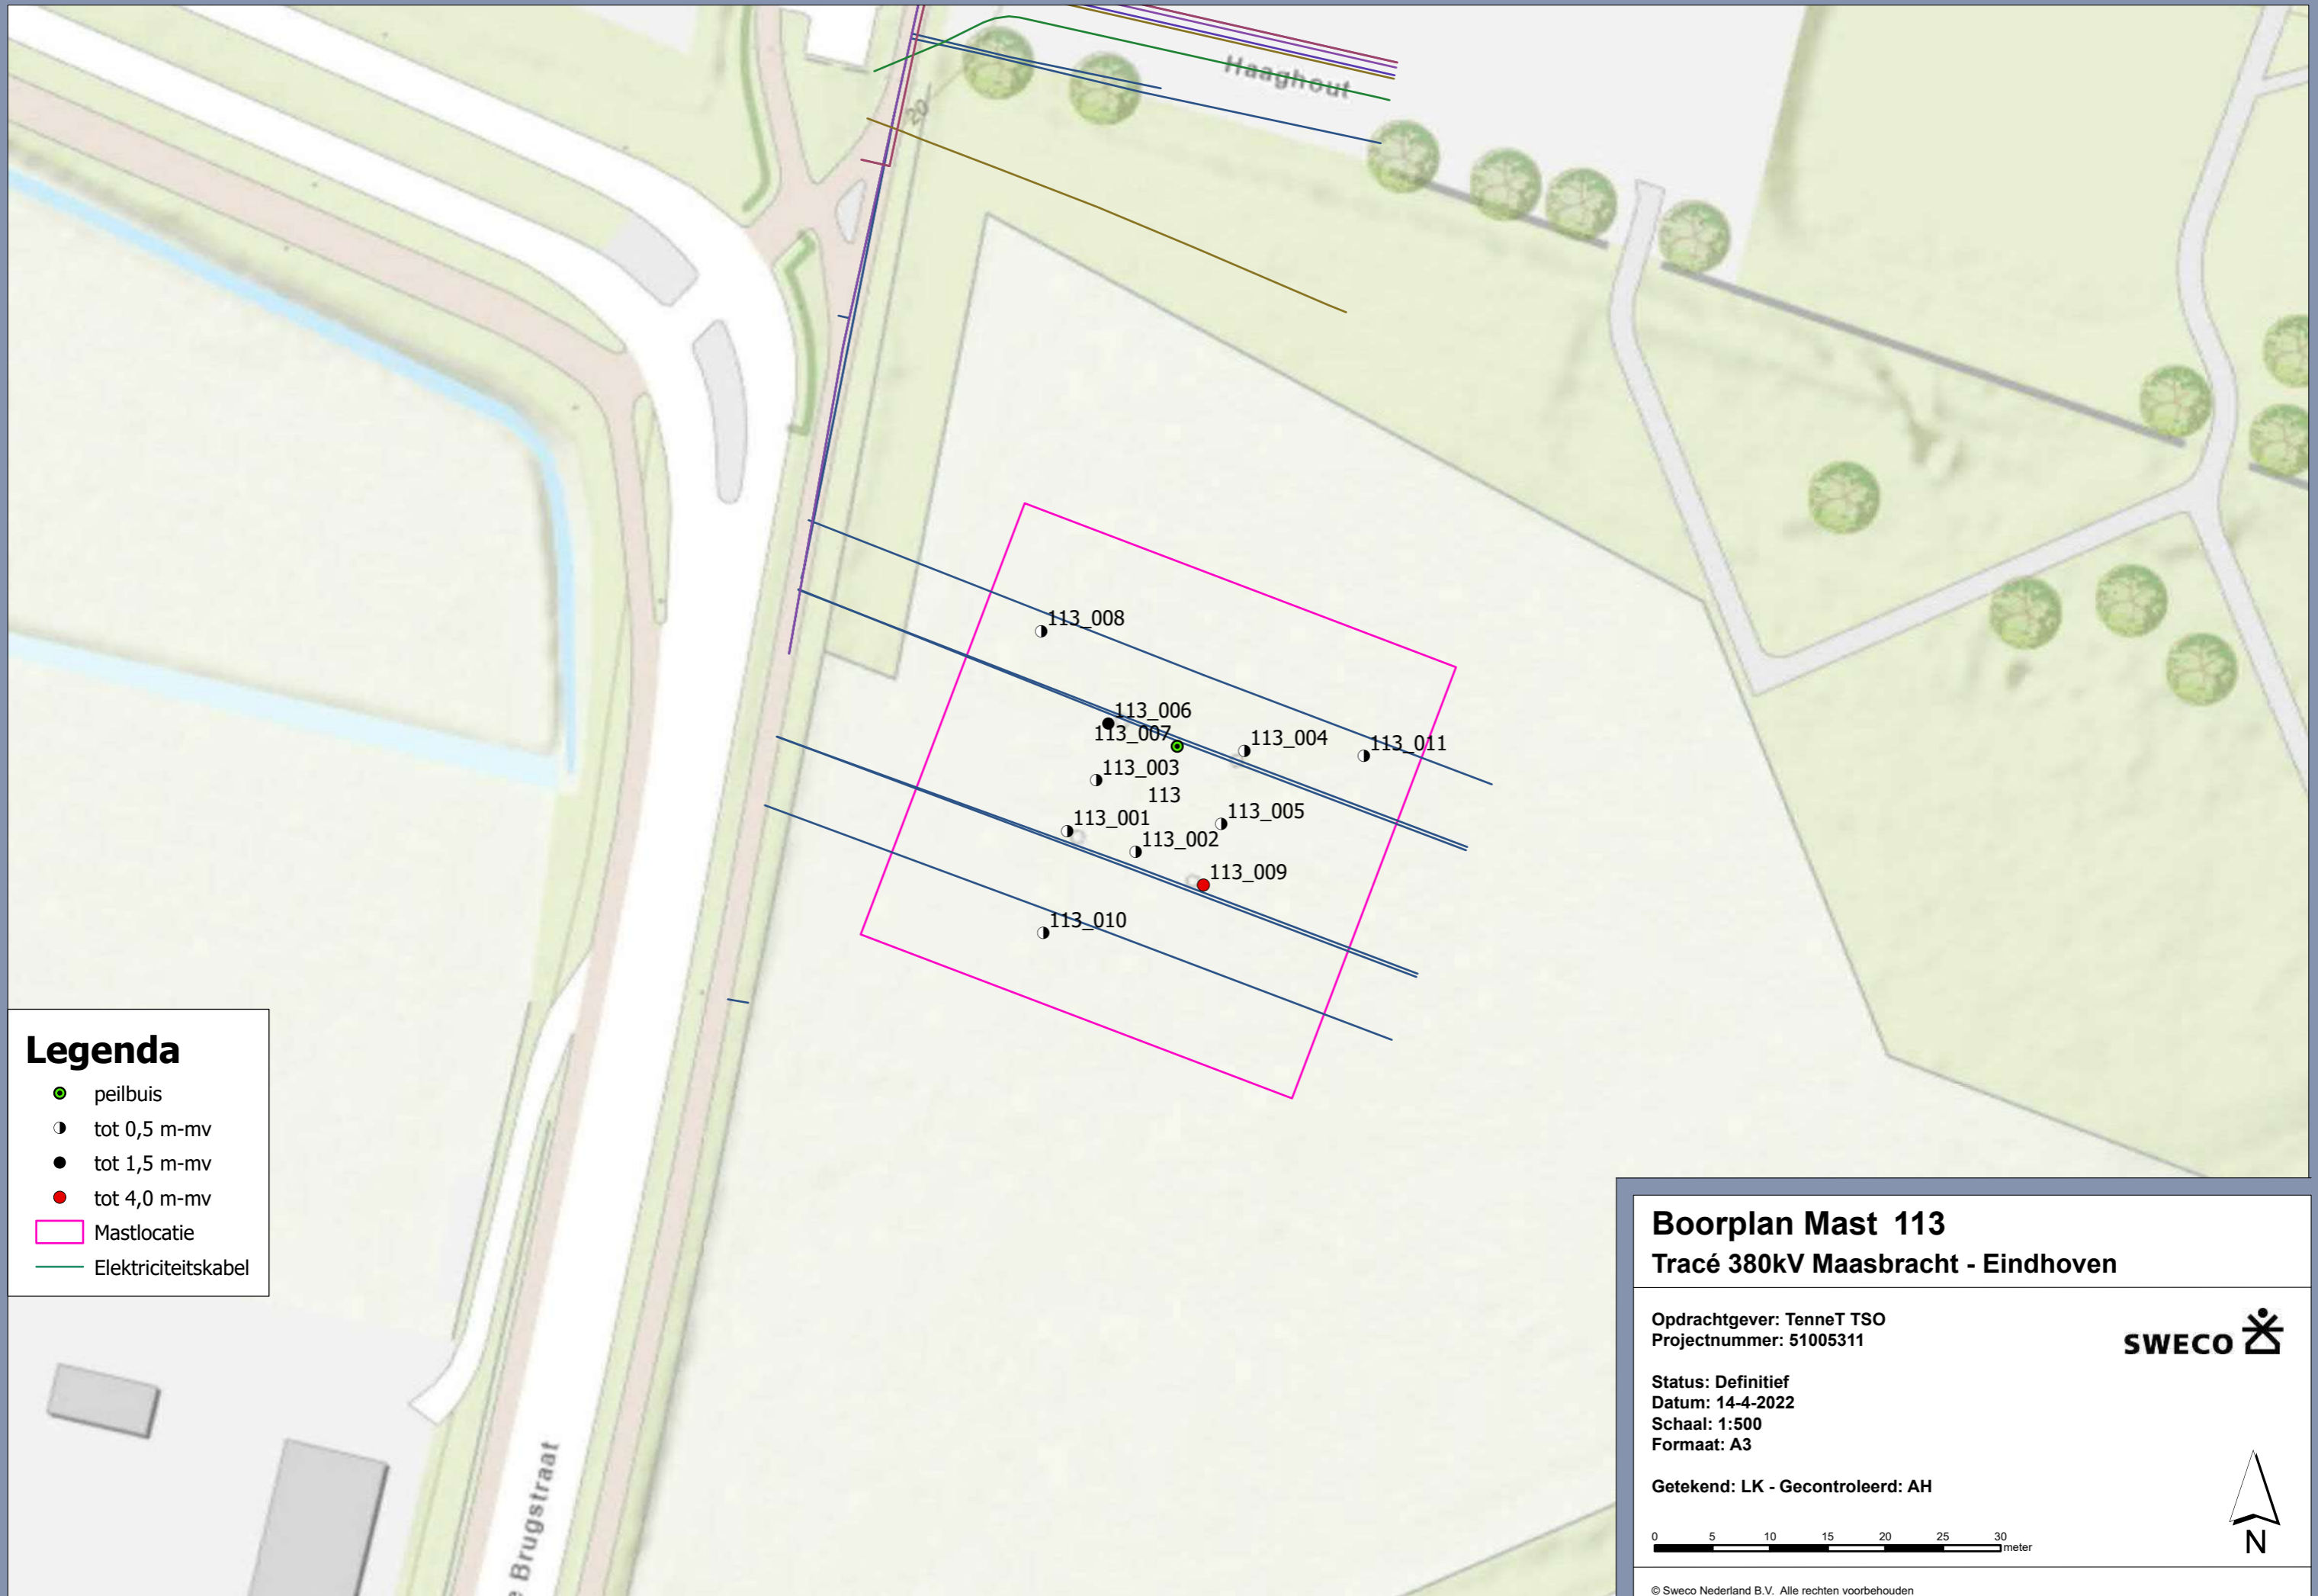 Haaghout
20
113_008
113_006
113_007
113_004
113_011
113_003
113
113_001
113_005
113_002
113_009
113_010
Legenda
peilbuis
tot 0,5 m-mv
tot 1,5 m-mv
tot 4,0 m-mv
Mastlocatie
Elektriciteitskabel
Brugstraat
Boorplan Mast 113
Tracé 380kV Maasbracht - Eindhoven
Opdrachtgever: TenneT TSO
Projectnummer: 51005311
SWECO
Status: Definitief
Datum: 14-4-2022
Schaal: 1:500
Formaat: A3
Getekend: LK - Gecontroleerd: AH
0 5 10 15 20 25 30
meter
N
© Sweco Nederland B.V. Alle rechten voorbehouden